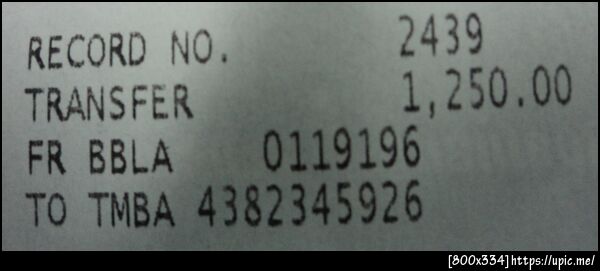 RECORD NO. 2439
TRANSFER 1,250.00
FR BBLA 0119196
TO TMBA 4382345926
[800x334]https://upic.me/